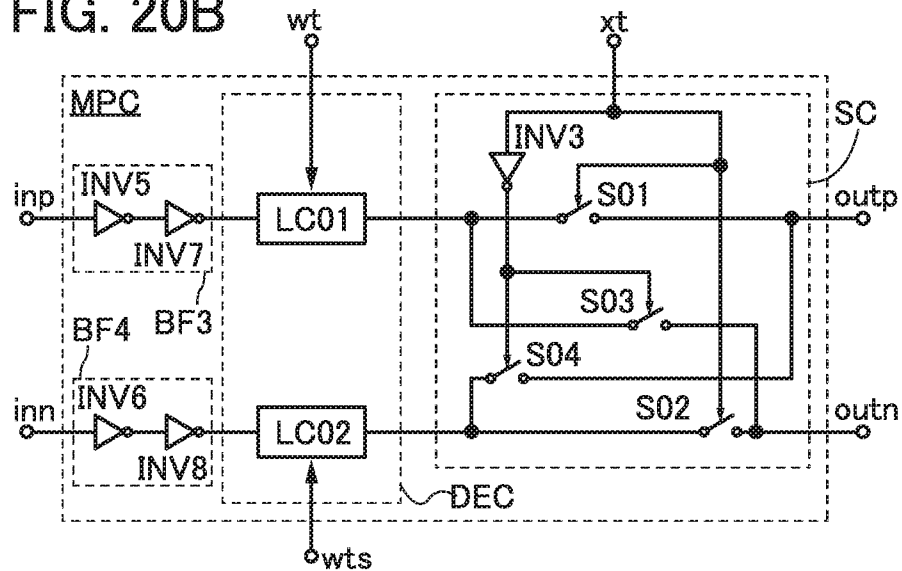 FIG. 20B
wt
xt
MPC
INV3
SC
INV5
inp
LC01
S01
outp
INV7
S03
BF4
BF3
S04
INV6
S02
inn
LC02
outn
INV8
DEC
wts